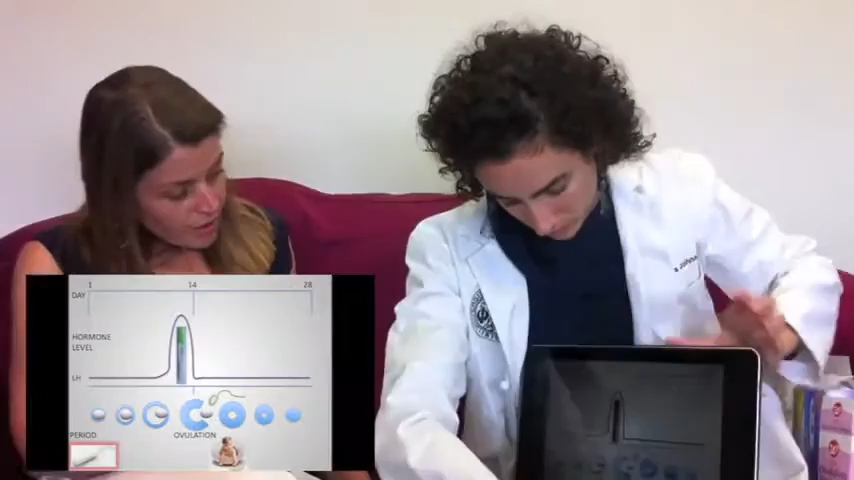 1 14 28
DAY
HORMONE
LEVEL
LH
PERIOD OVULATION